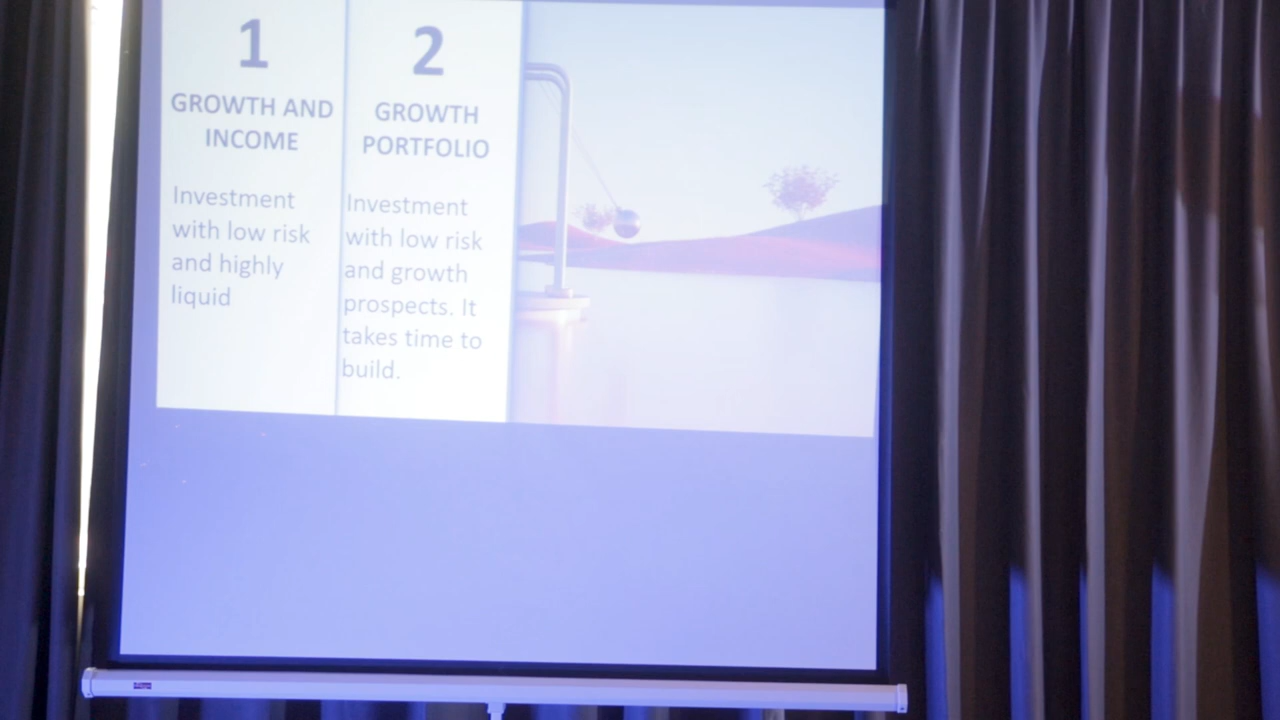 1
GROWTH AND
INCOME
Investment
with low risk
and highly
liquid
2
GROWTH
PORTFOLIO
Investment
with low risk
and growth
prospects. It
takes time to
build.